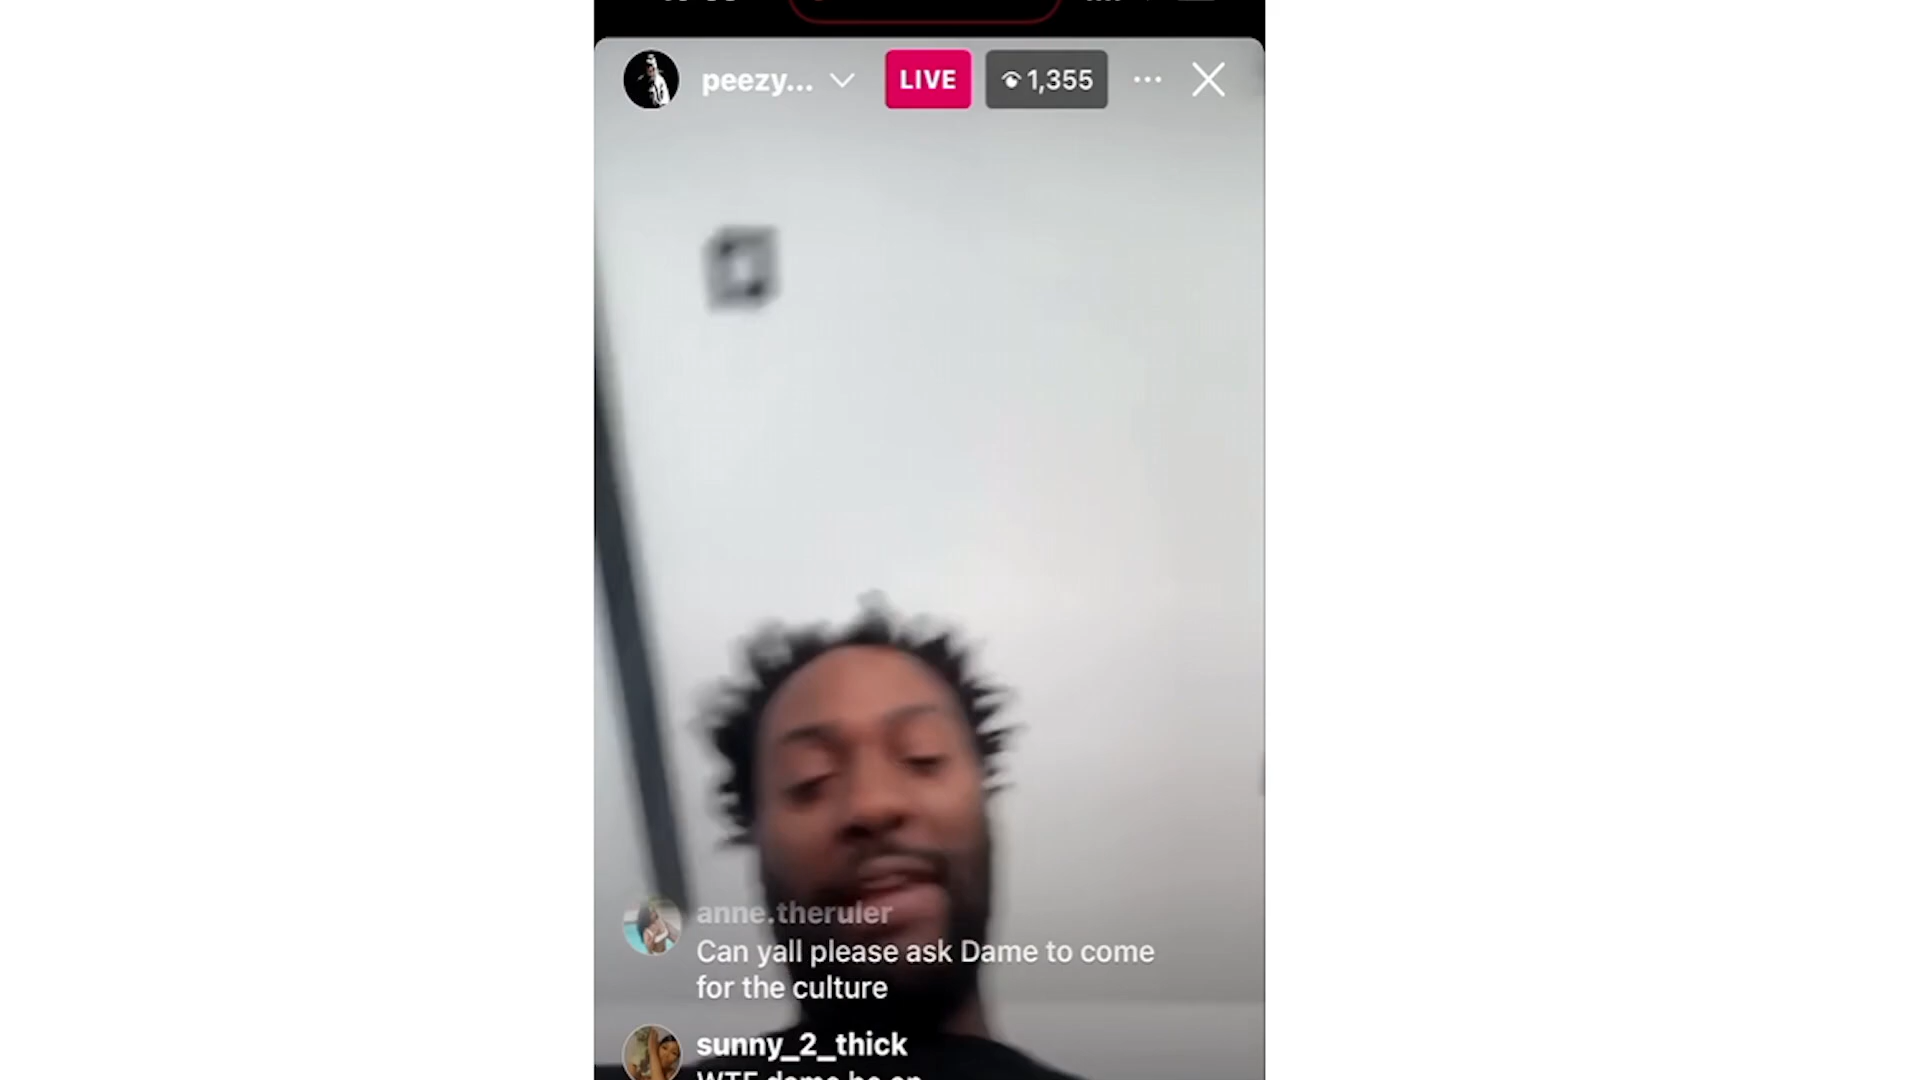 peezy... LIVE 1,355
anne.theruler
Can yall please ask Dame to come
for the culture
sunny_2_thick